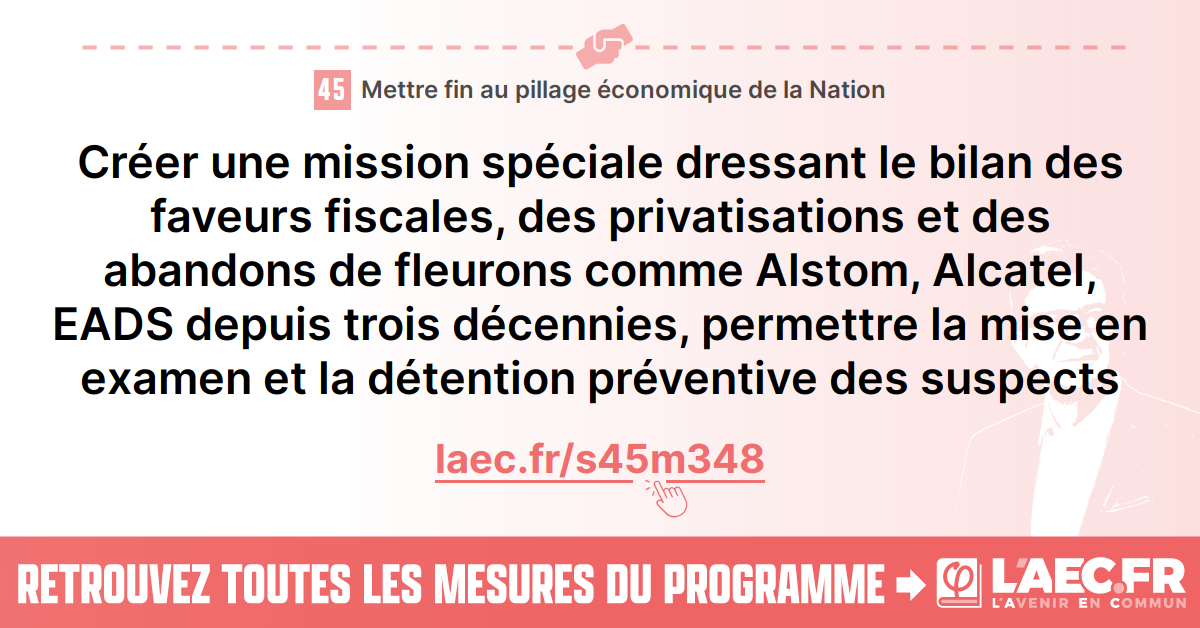 45 Mettre fin au pillage économique de la Nation
Créer une mission spéciale dressant le bilan des
faveurs fiscales, des privatisations et des
abandons de fleurons comme Alstom, Alcatel,
EADS depuis trois décennies, permettre la mise en
examen et la détention préventive des suspects
laec.fr/s45m348
RETROUVEZ TOUTES LES MESURES DU PROGRAMME
φ L'AEC.FR
L'AVENIR EN COMMUN